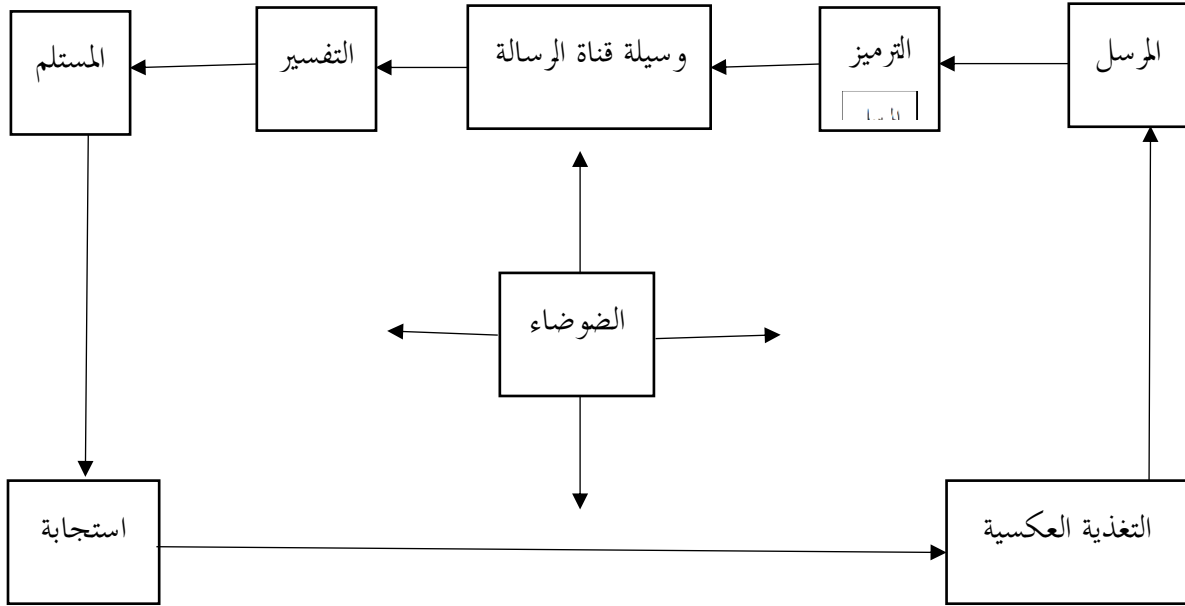 المرسل
الترميز
وسيلة قناة الرسالة
التفسير
المستلم
الضوضاء
التغذية العكسية
استجابة